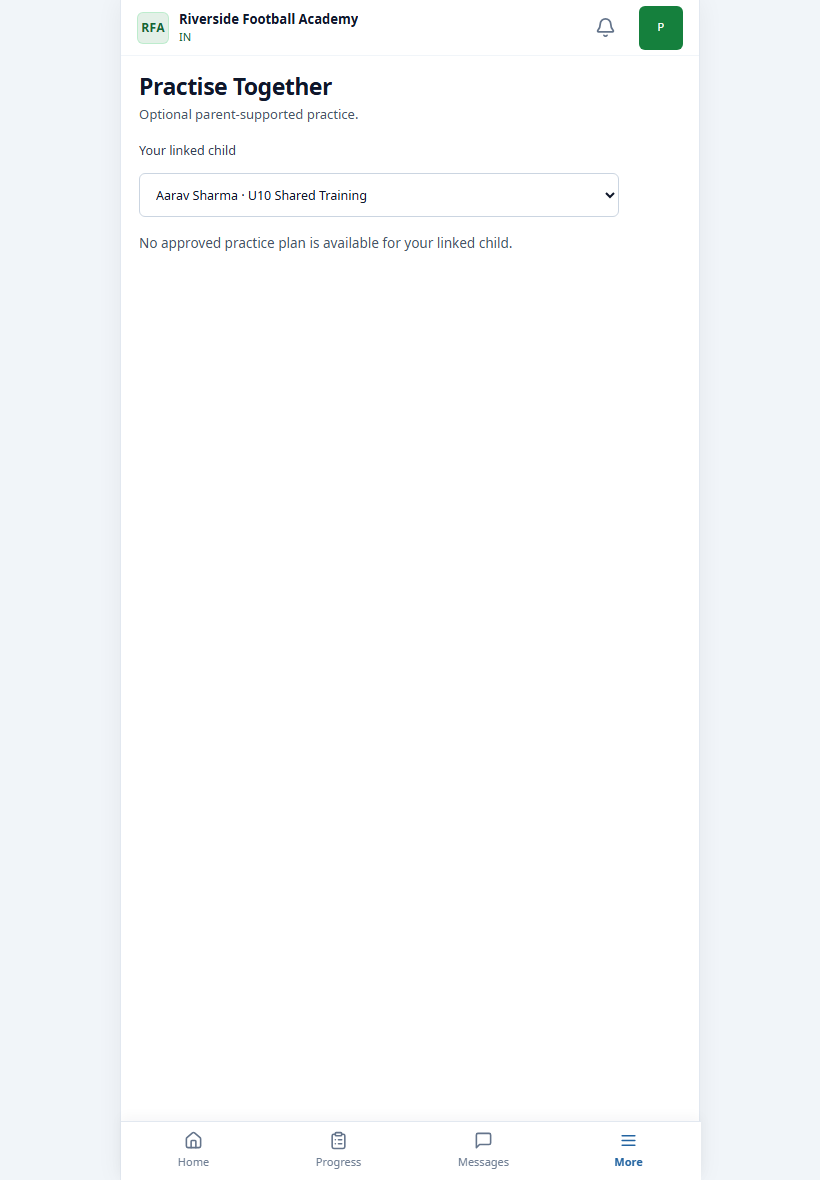 RFA
Riverside Football Academy
IN
P
Practise Together
Optional parent-supported practice.
Your linked child
Aarav Sharma · U10 Shared Training
No approved practice plan is available for your linked child.
Home
Progress
Messages
More